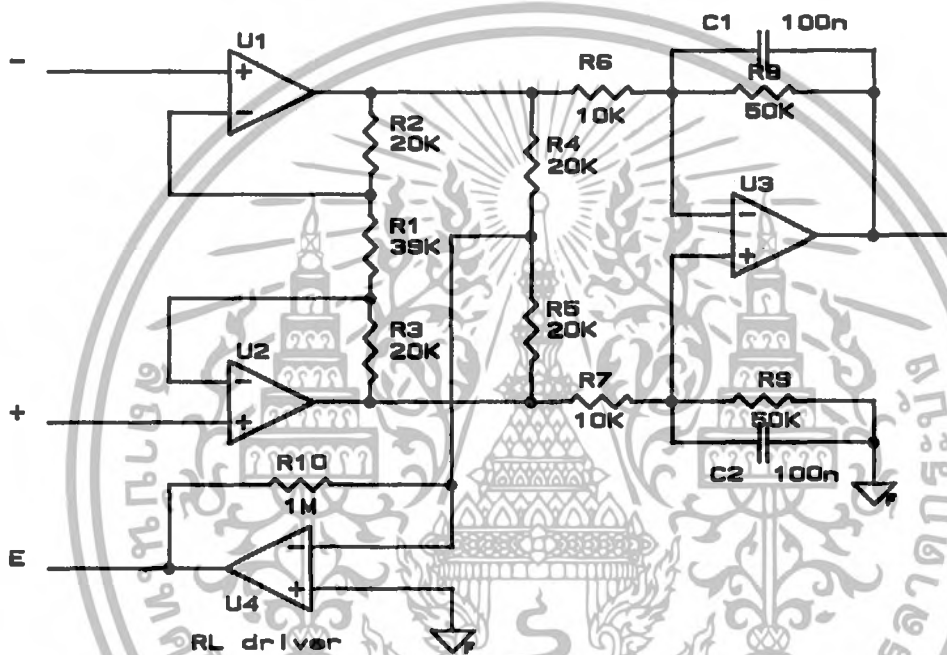 C1 100n
U1
-
+
-
R6
10K
R8
50K
R2
20K
R4
20K
U3
R1
39K
-
+
R5
20K
R3
20K
U2
-
+
+
R7
10K
R9
50K
C2 100n
R10
1M
E
-
+
U4
RL driver
F
F